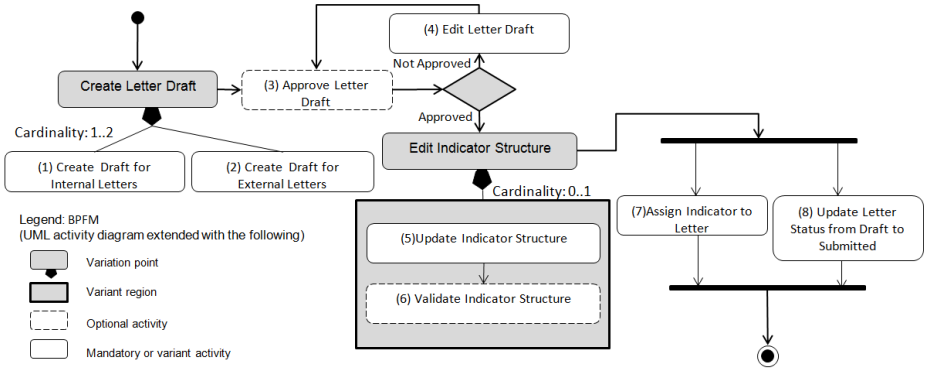 (4) Edit Letter Draft
Not Approved
Create Letter Draft
(3) Approve Letter
Draft
Approved
Cardinality: 1..2
Edit Indicator Structure
(1) Create Draft for
Internal Letters
(2) Create Draft for
External Letters
Cardinality: 0..1
(7)Assign Indicator to
Letter
(8) Update Letter
Status from Draft to
Submitted
(5)Update Indicator Structure
(6) Validate Indicator Structure
Legend: BPFM
(UML activity diagram extended with the following)
Variation point
Variant region
Optional activity
Mandatory or variant activity